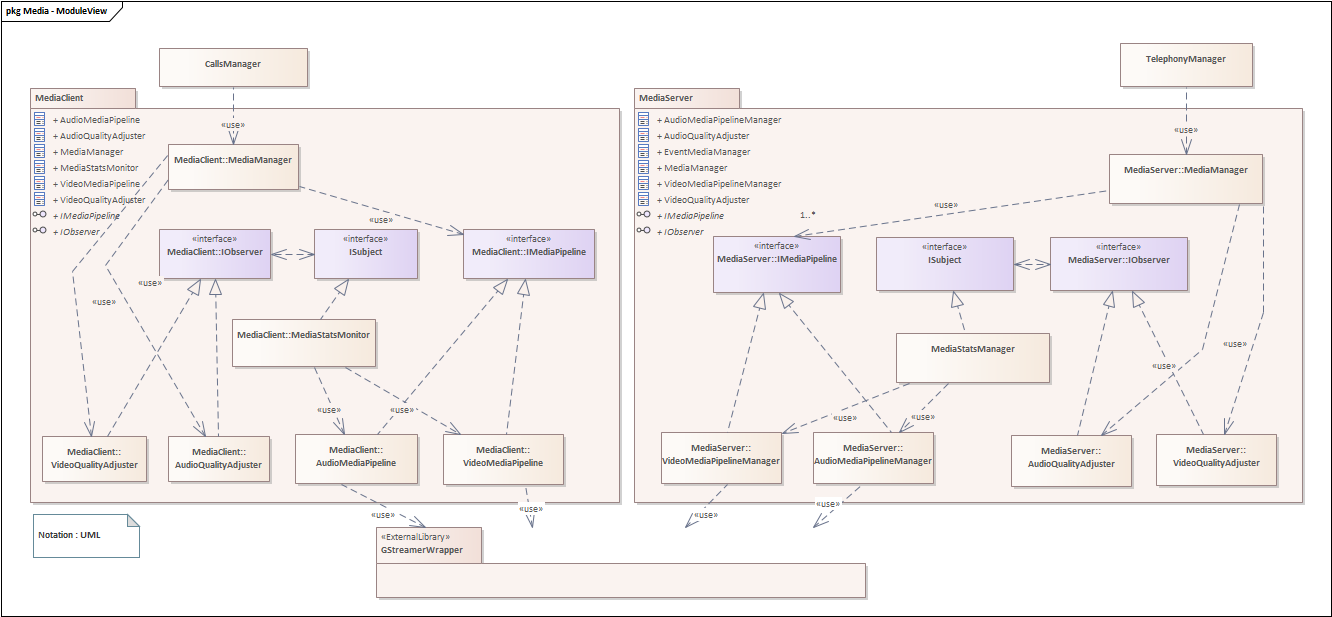 pkg Media - ModuleView
CallsManager
TelephonyManager
MediaClient
+ AudioMediaPipeline
+ AudioQualityAdjuster
+ MediaManager
+ MediaStatsMonitor
+ VideoMediaPipeline
+ VideoQualityAdjuster
+ IMediaPipeline
+ IObserver
«use»
MediaClient::MediaManager
«use»
«interface»
MediaClient::IObserver
«interface»
ISubject
«interface»
MediaClient::IMediaPipeline
«use»
«use»
MediaClient::MediaStatsMonitor
«use»
«use»
MediaClient::
VideoQualityAdjuster
MediaClient::
AudioQualityAdjuster
MediaClient::
AudioMediaPipeline
MediaClient::
VideoMediaPipeline
MediaServer
+ AudioMediaPipelineManager
+ AudioQualityAdjuster
+ EventMediaManager
+ MediaManager
+ VideoMediaPipelineManager
+ VideoQualityAdjuster
+ IMediaPipeline
+ IObserver
«use»
MediaServer::MediaManager
«use»
1..*
«interface»
MediaServer::IMediaPipeline
«interface»
ISubject
«interface»
MediaServer::IObserver
MediaStatsManager
«use»
«use»
«use»
«use»
MediaServer::
VideoMediaPipelineManager
MediaServer::
AudioMediaPipelineManager
MediaServer::
AudioQualityAdjuster
MediaServer::
VideoQualityAdjuster
«use»
«use»
«use»
«use»
Notation : UML
«ExternalLibrary»
GStreamerWrapper